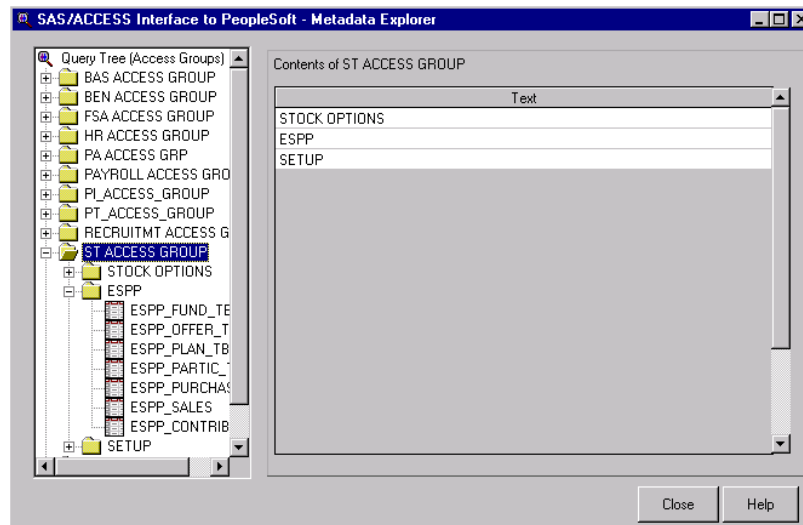 SAS/ACCESS Interface to PeopleSoft - Metadata Explorer
Query Tree (Access Groups)
BAS ACCESS GROUP
BEN ACCESS GROUP
FSA ACCESS GROUP
HR ACCESS GROUP
PA ACCESS GRP
PAYROLL ACCESS GRO
PI_ACCESS_GROUP
PT_ACCESS_GROUP
RECRUITMT ACCESS G
ST ACCESS GROUP
STOCK OPTIONS
ESPP
ESPP_FUND_TE
ESPP_OFFER_T
ESPP_PLAN_TB
ESPP_PARTIC_T
ESPP_PURCHAS
ESPP_SALES
ESPP_CONTRIB
SETUP
Contents of ST ACCESS GROUP
Text
STOCK OPTIONS
ESPP
SETUP
Close
Help